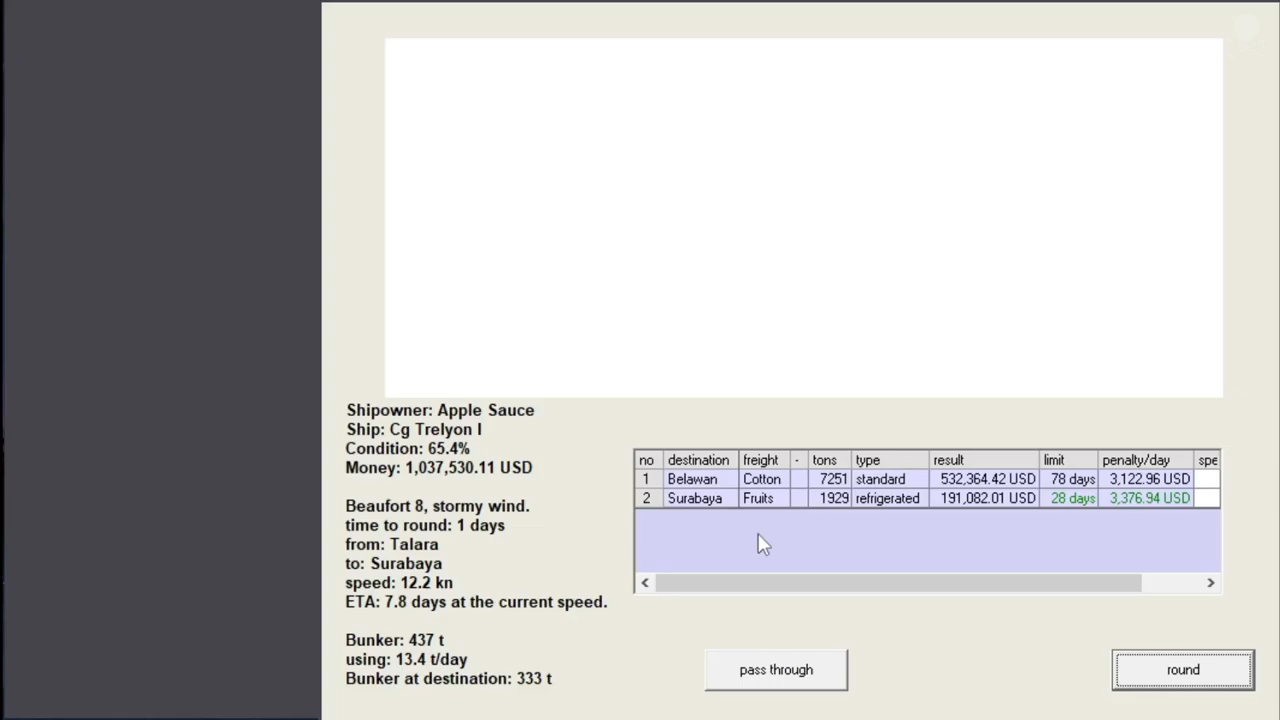 Shipowner: Apple Sauce
Ship: Cg Trelyon I
Condition: 65.4%
Money: 1,037,530.11 USD
Beaufort 8, stormy wind.
time to round: 1 days
from: Talara
to: Surabaya
speed: 12.2 kn
ETA: 7.8 days at the current speed.
Bunker: 437 t
using: 13.4 t/day
Bunker at destination: 333 t
no destination freight - tons type result limit penalty/day spe
1 Belawan Cotton 7251 standard 532,364.42 USD 78 days 3,122.96 USD
2 Surabaya Fruits 1929 refrigerated 191,082.01 USD 28 days 3,376.94 USD
pass through
round